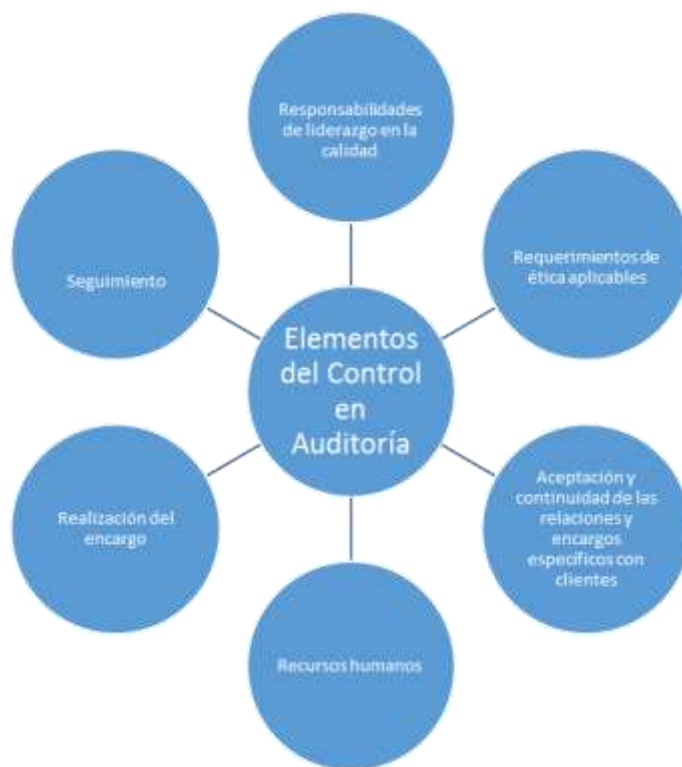 Responsabilidades
de liderazgo en la
calidad
Requerimientos de
ética aplicables
Seguimiento
Elementos
del Control
en
Auditoría
Aceptación y
continuidad de las
relaciones y
encargos
específicos con
clientes
Realización del
encargo
Recursos humanos